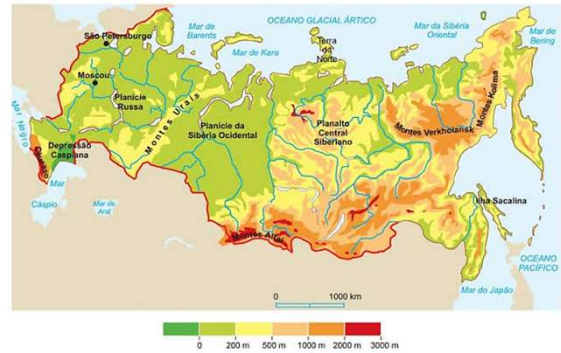 OCEANO GLACIAL ÁRTICO
Mar de
Barents
Mar de Kara
Terra
do
Norte
Mar da Sibéria
Oriental
Mar de
Bering
São Petersburgo
Moscou
Planície
Russa
Montes Urais
Planície da
Sibéria Ocidental
Planalto
Central
Siberiano
Montes Verkhoiansk
Montes Kolima
Mar Negro
Cáucaso
Depressão
Caspiana
Mar
Cáspio
Mar de
Aral
Montes Altai
Ilha Sacalina
OCEANO
PACÍFICO
Mar do Japão
0 1000 km
0 200 m 500 m 1000 m 2000 m 3000 m